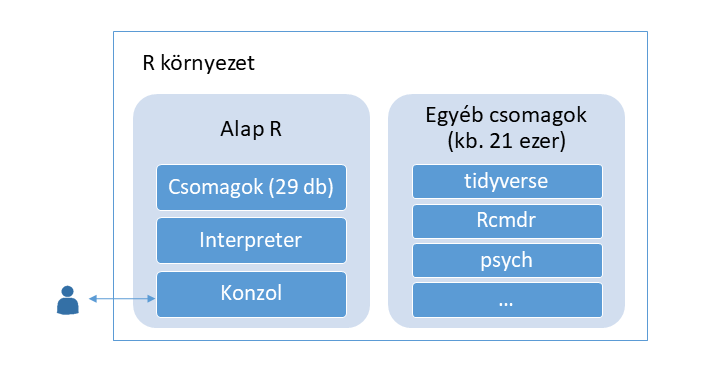 R környezet
Alap R
Csomagok (29 db)
Interpreter
Konzol
Egyéb csomagok
(kb. 21 ezer)
tidyverse
Rcmdr
psych
...